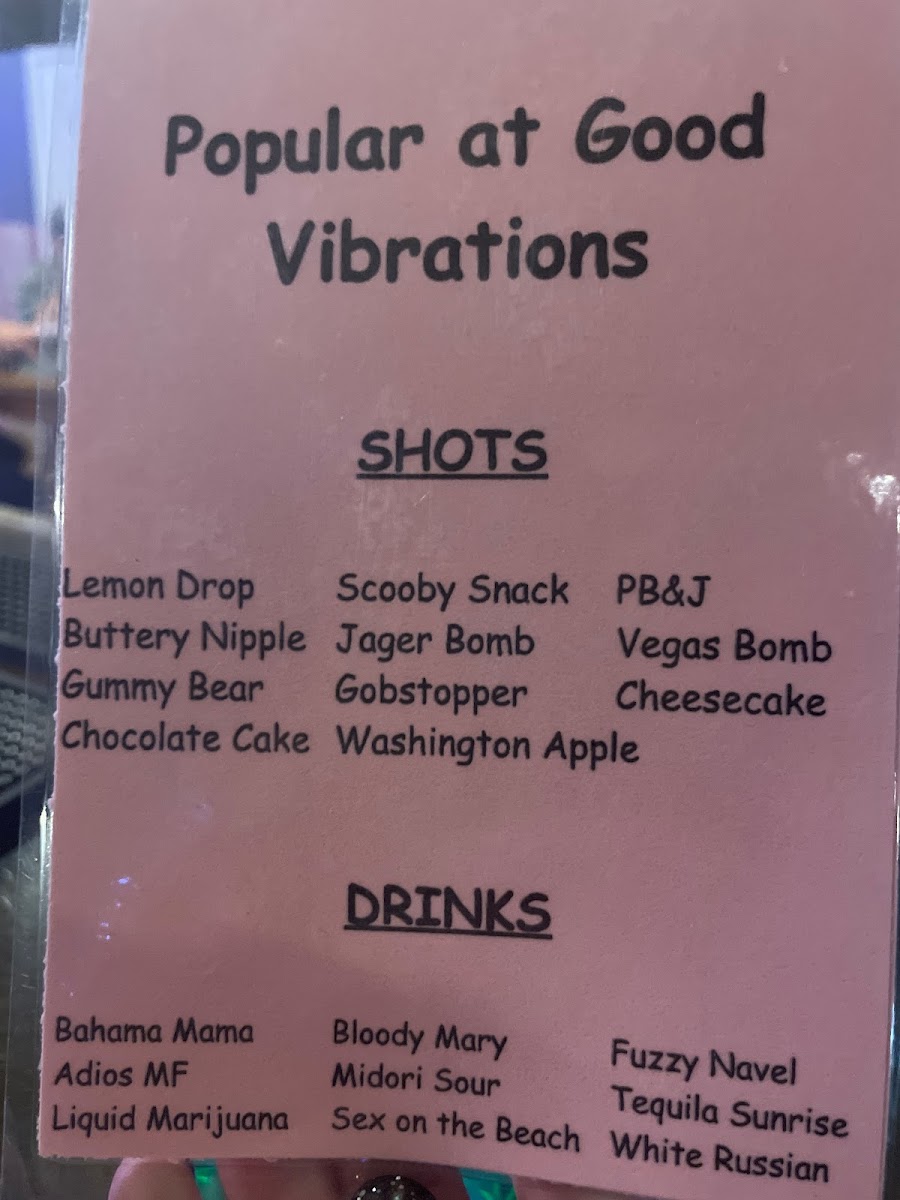 Popular at Good
Vibrations
SHOTS
Lemon Drop Scooby Snack PB&J
Buttery Nipple Jager Bomb Vegas Bomb
Gummy Bear Gobstopper Cheesecake
Chocolate Cake Washington Apple
DRINKS
Bahama Mama Bloody Mary Fuzzy Navel
Adios MF Midori Sour Tequila Sunrise
Liquid Marijuana Sex on the Beach White Russian